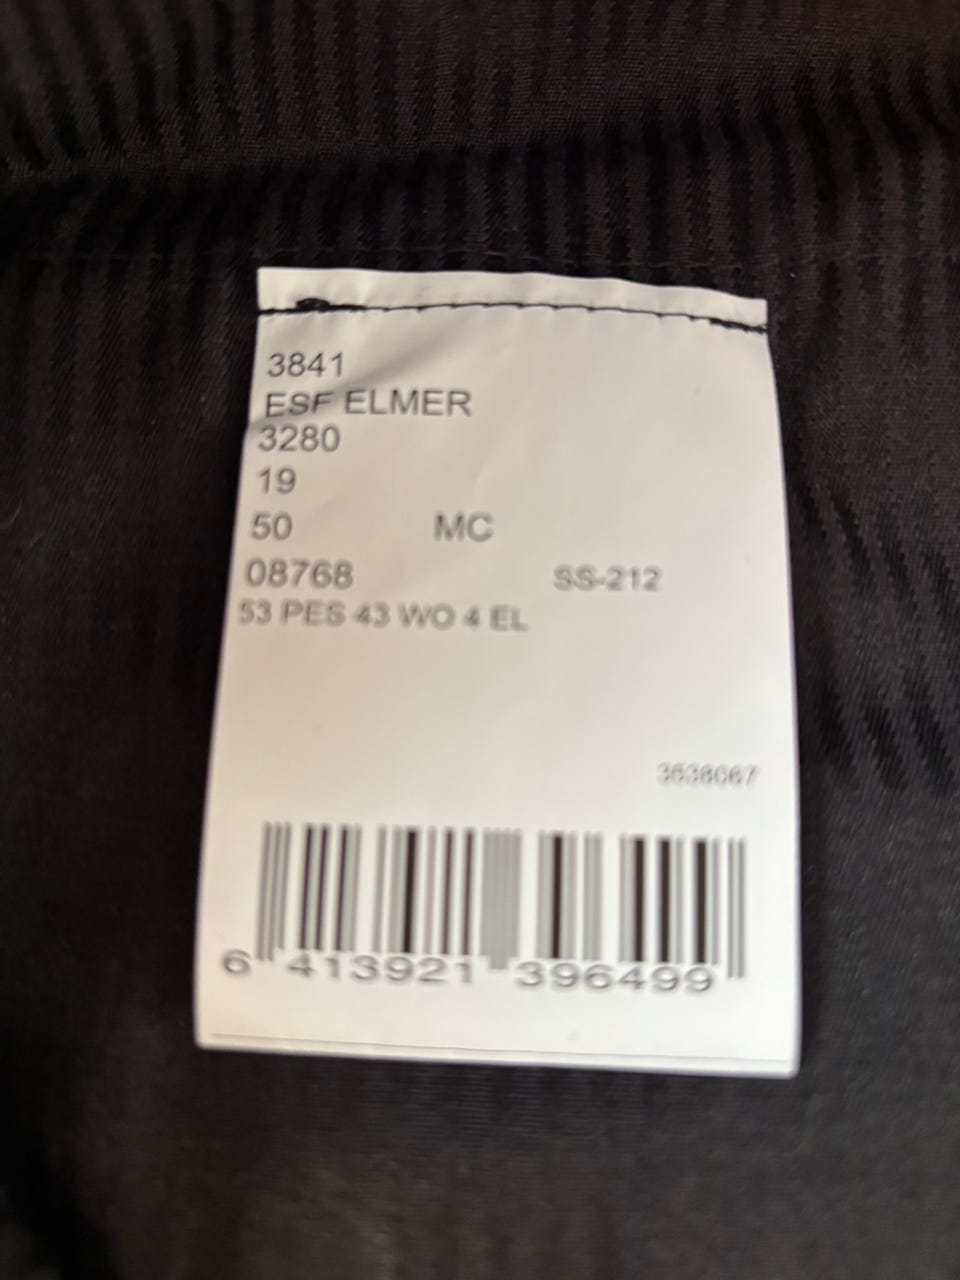 3841
ESF ELMER
3280
19
50 MC
08768 SS-212
53 PES 43 WO 4 EL
3538067
6 413921 396499